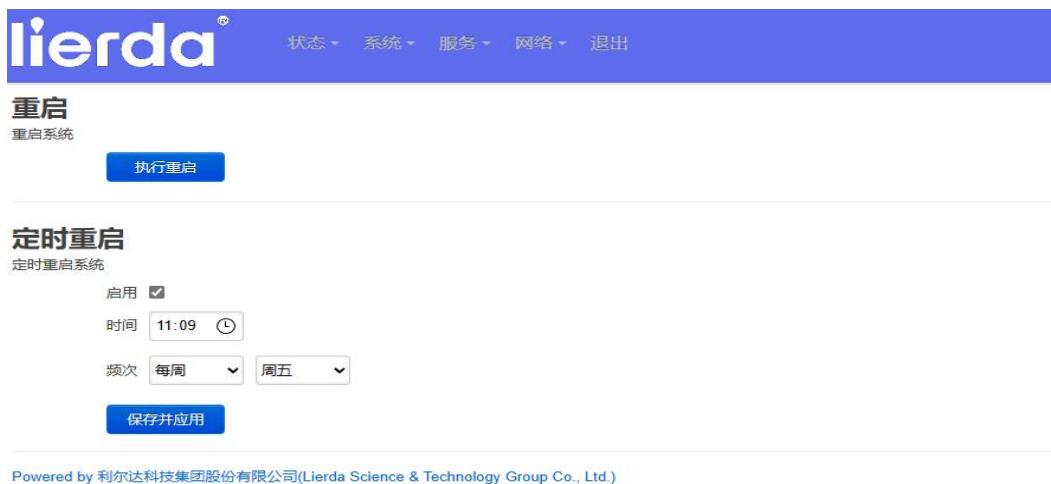 lierda®
状态 系统 服务 网络 退出
重启
重启系统
执行重启
定时重启
定时重启系统
启用
时间 11:09
频次 每周 周五
保存并应用
Powered by 利尔达科技集团股份有限公司(Lierda Science & Technology Group Co., Ltd.)